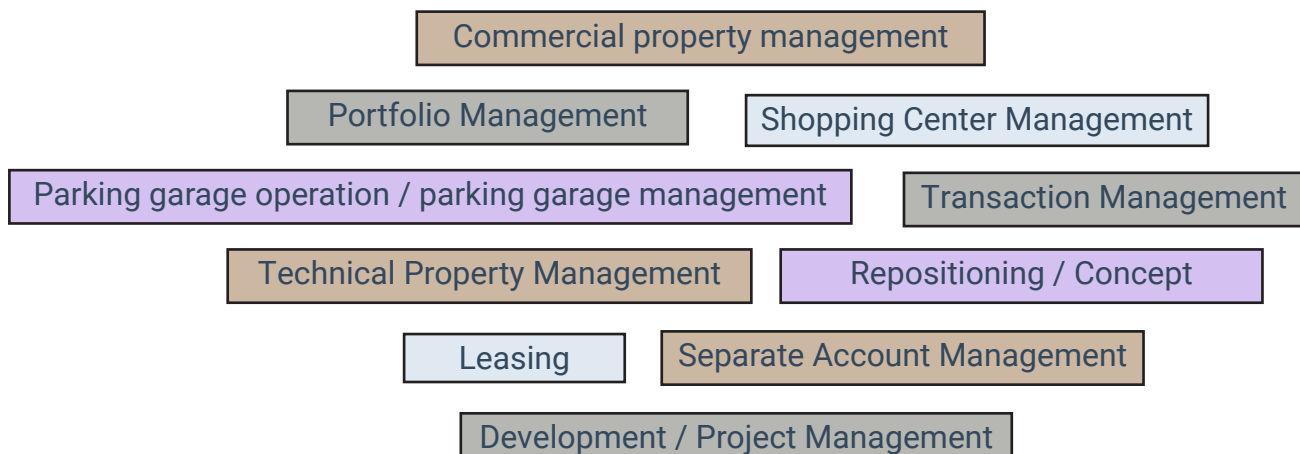 Commercial property management
Portfolio Management
Shopping Center Management
Parking garage operation / parking garage management
Transaction Management
Technical Property Management
Repositioning / Concept
Leasing
Separate Account Management
Development / Project Management